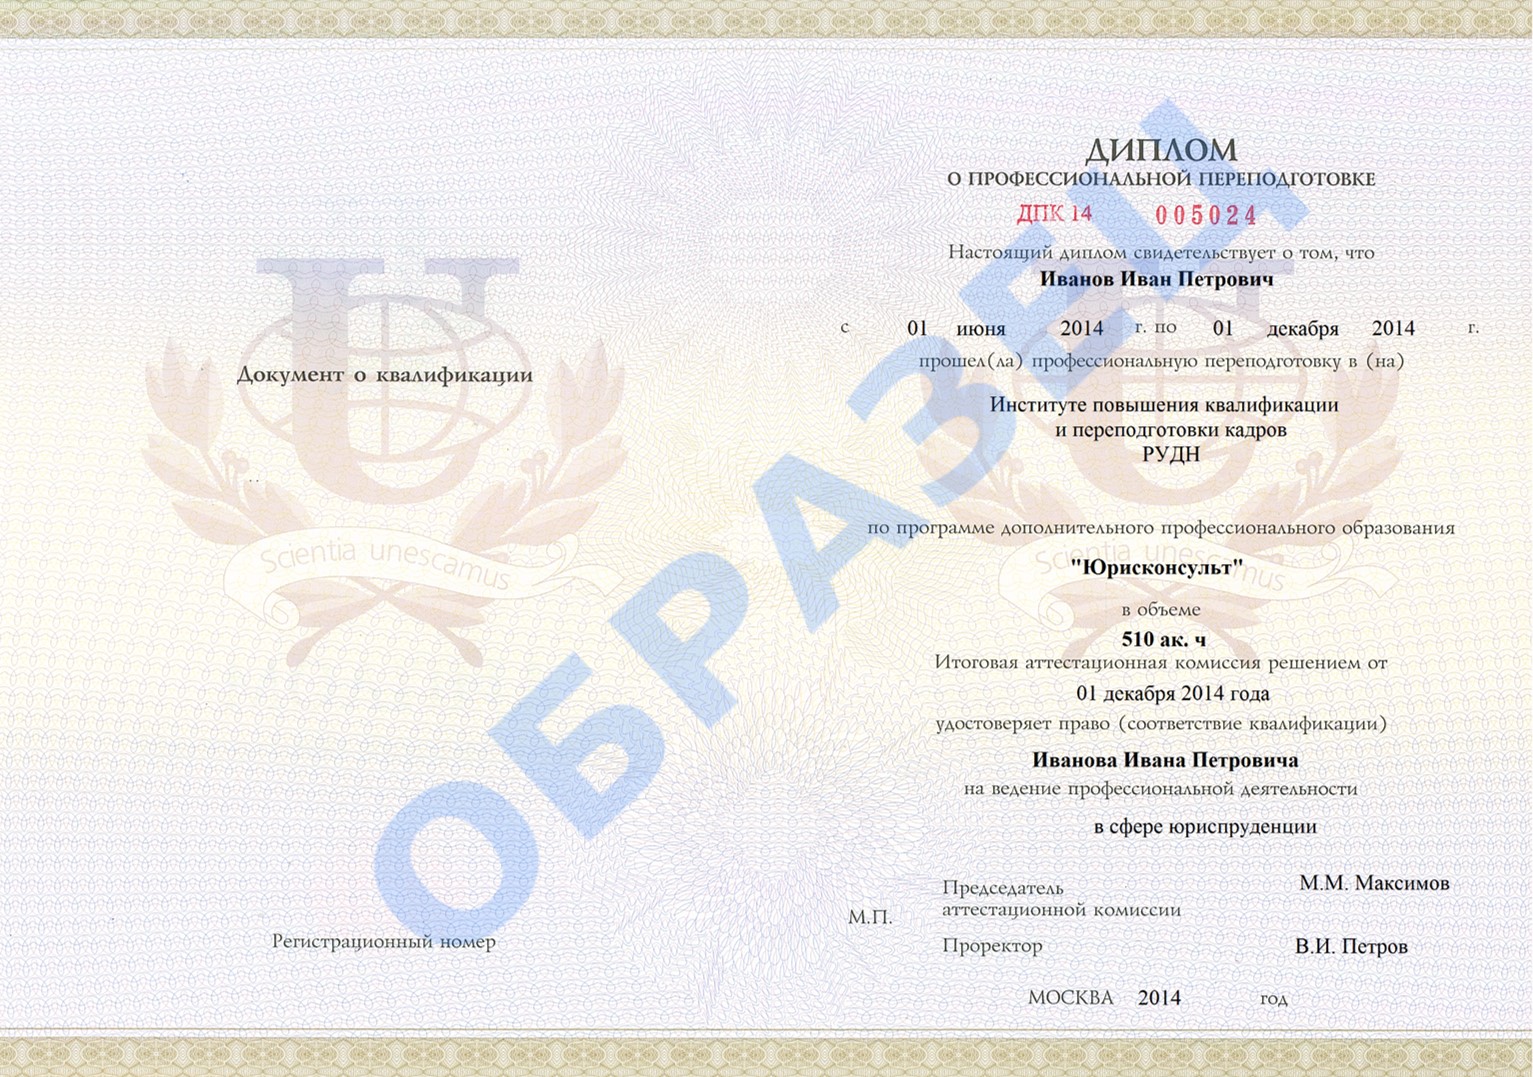 Документ о квалификации
Scientia unescamus
Регистрационный номер
ДИПЛОМ
О ПРОФЕССИОНАЛЬНОЙ ПЕРЕПОДГОТОВКЕ
ДПК 14 005024
Настоящий диплом свидетельствует о том, что
Иванов Иван Петрович
с 01 июня 2014 г. по 01 декабря 2014 г.
прошел(ла) профессиональную переподготовку в (на)
Институте повышения квалификации
и переподготовки кадров
РУДН
по программе дополнительного профессионального образования
Scientia unescamus
"Юрисконсульт"
в объеме
510 ак. ч
Итоговая аттестационная комиссия решением от
01 декабря 2014 года
удостоверяет право (соответствие квалификации)
Иванова Ивана Петровича
на ведение профессиональной деятельности
в сфере юриспруденции
Председатель
аттестационной комиссии М.М. Максимов
М.П.
Проректор В.И. Петров
МОСКВА 2014 год
ОБРАЗЕЦ